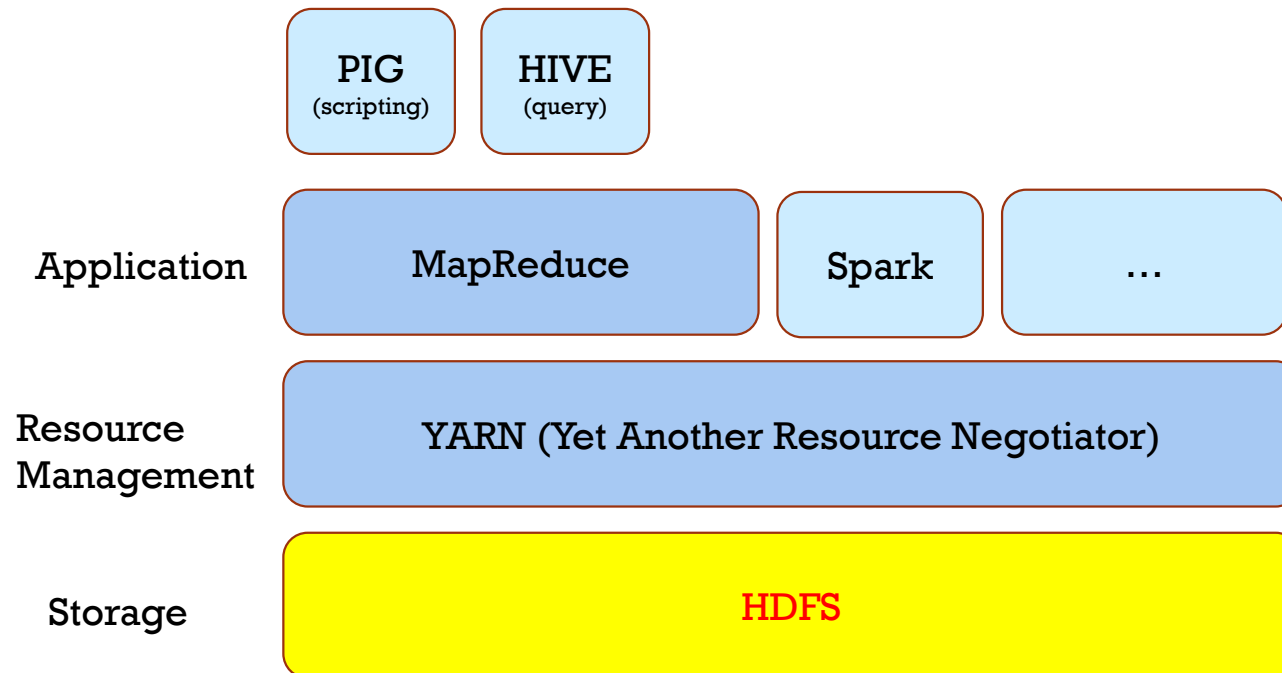 PIG
(scripting)
HIVE
(query)
Application
MapReduce
Spark
...
Resource
Management
YARN (Yet Another Resource Negotiator)
Storage
HDFS